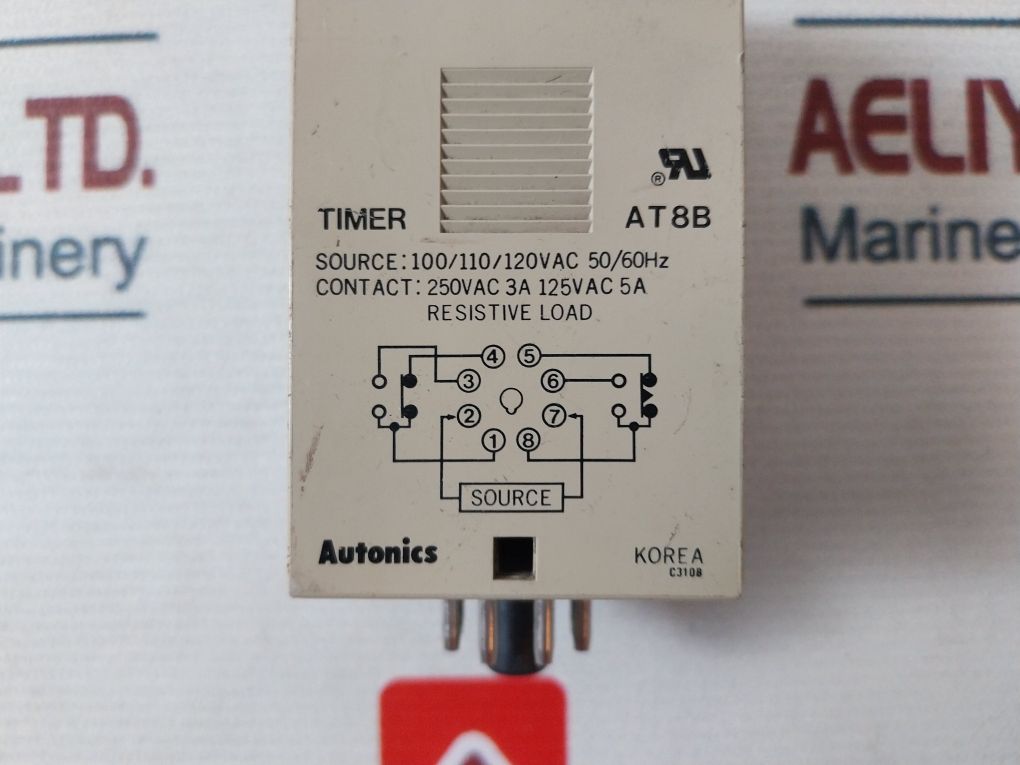 LTD.
AELIY
inery
Marine
TIMER
AT8B
SOURCE: 100/110/120VAC 50/60Hz
CONTACT: 250VAC 3A 125VAC 5A
RESISTIVE LOAD
4 5
3 6
2 7
1 8
SOURCE
Autonics
KOREA
C3108